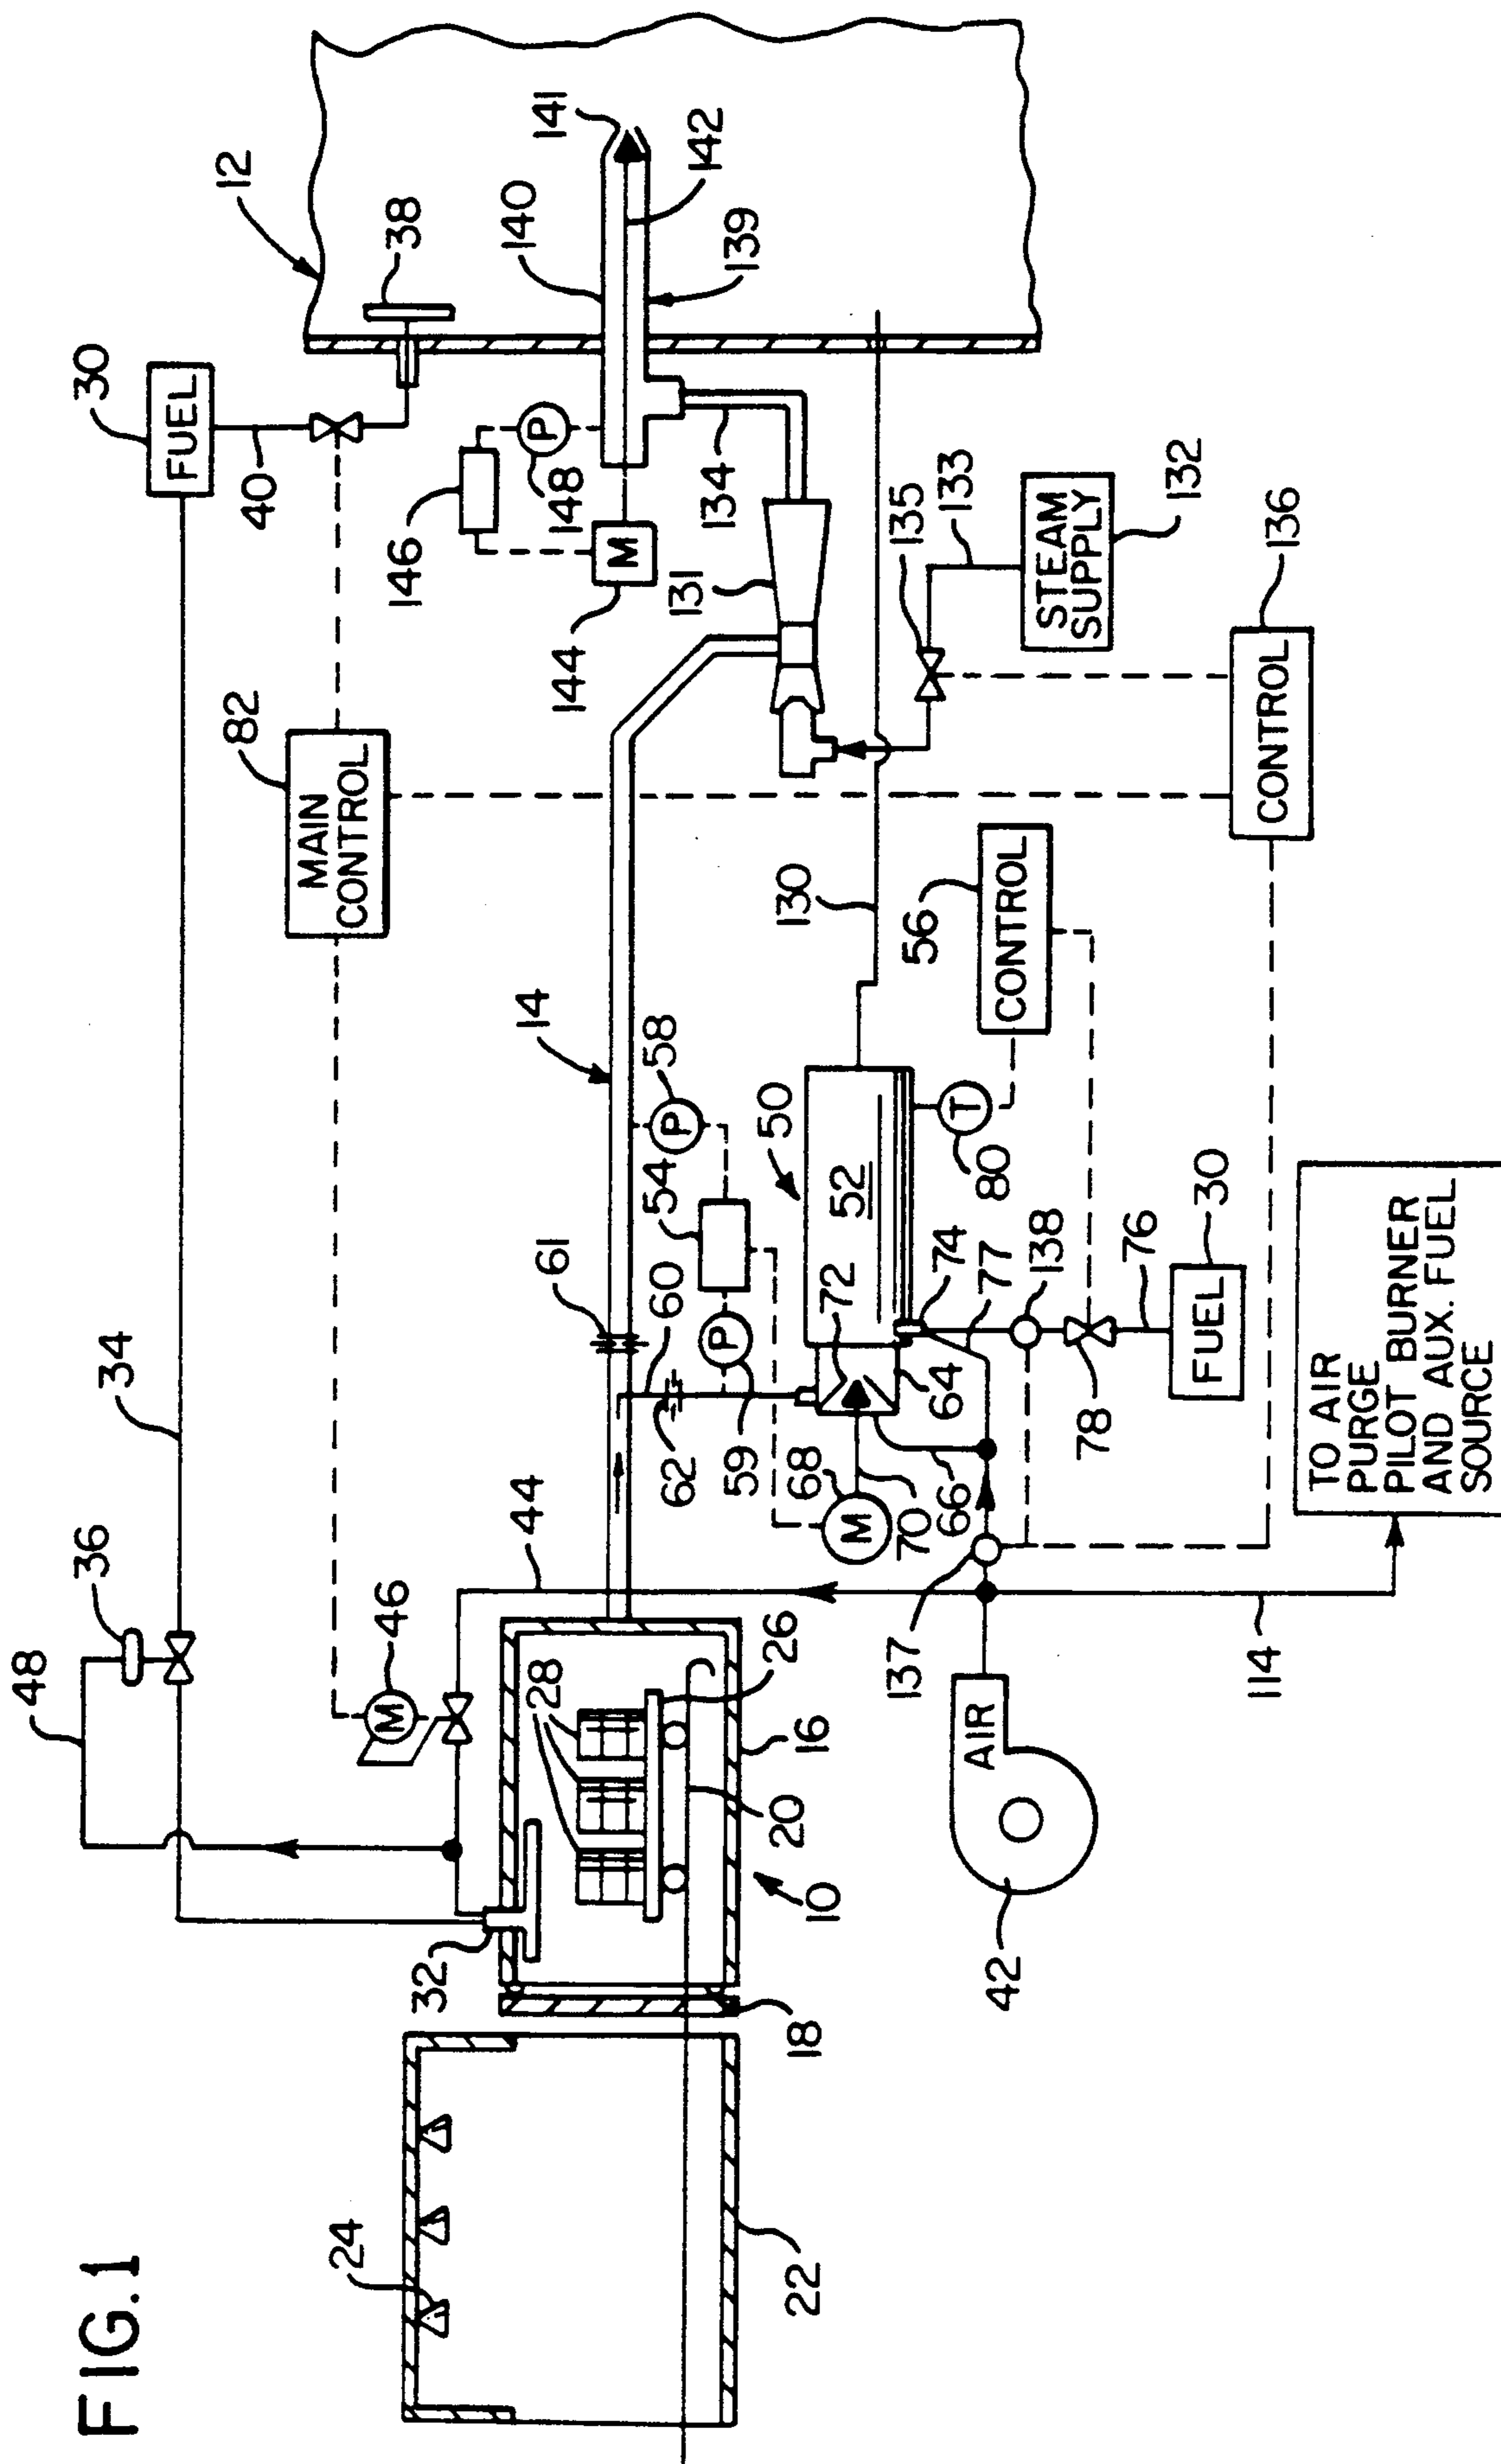 FIG.1
12
38
30
FUEL
40
140
141
142
139
146
P
148
M
144
134
131
135
133
STEAM
SUPPLY
132
136
CONTROL
82
MAIN
CONTROL
34
36
48
46
M
44
14
58
P
54
61
60
P
62
59
50
52
72
T
80
56
CONTROL
130
68
M
70
66
64
74
77
138
78
76
30
FUEL
TO AIR
PURGE
PILOT BURNER
AND AUX. FUEL
SOURCE
114
137
AIR
42
28
26
16
20
10
32
18
24
22